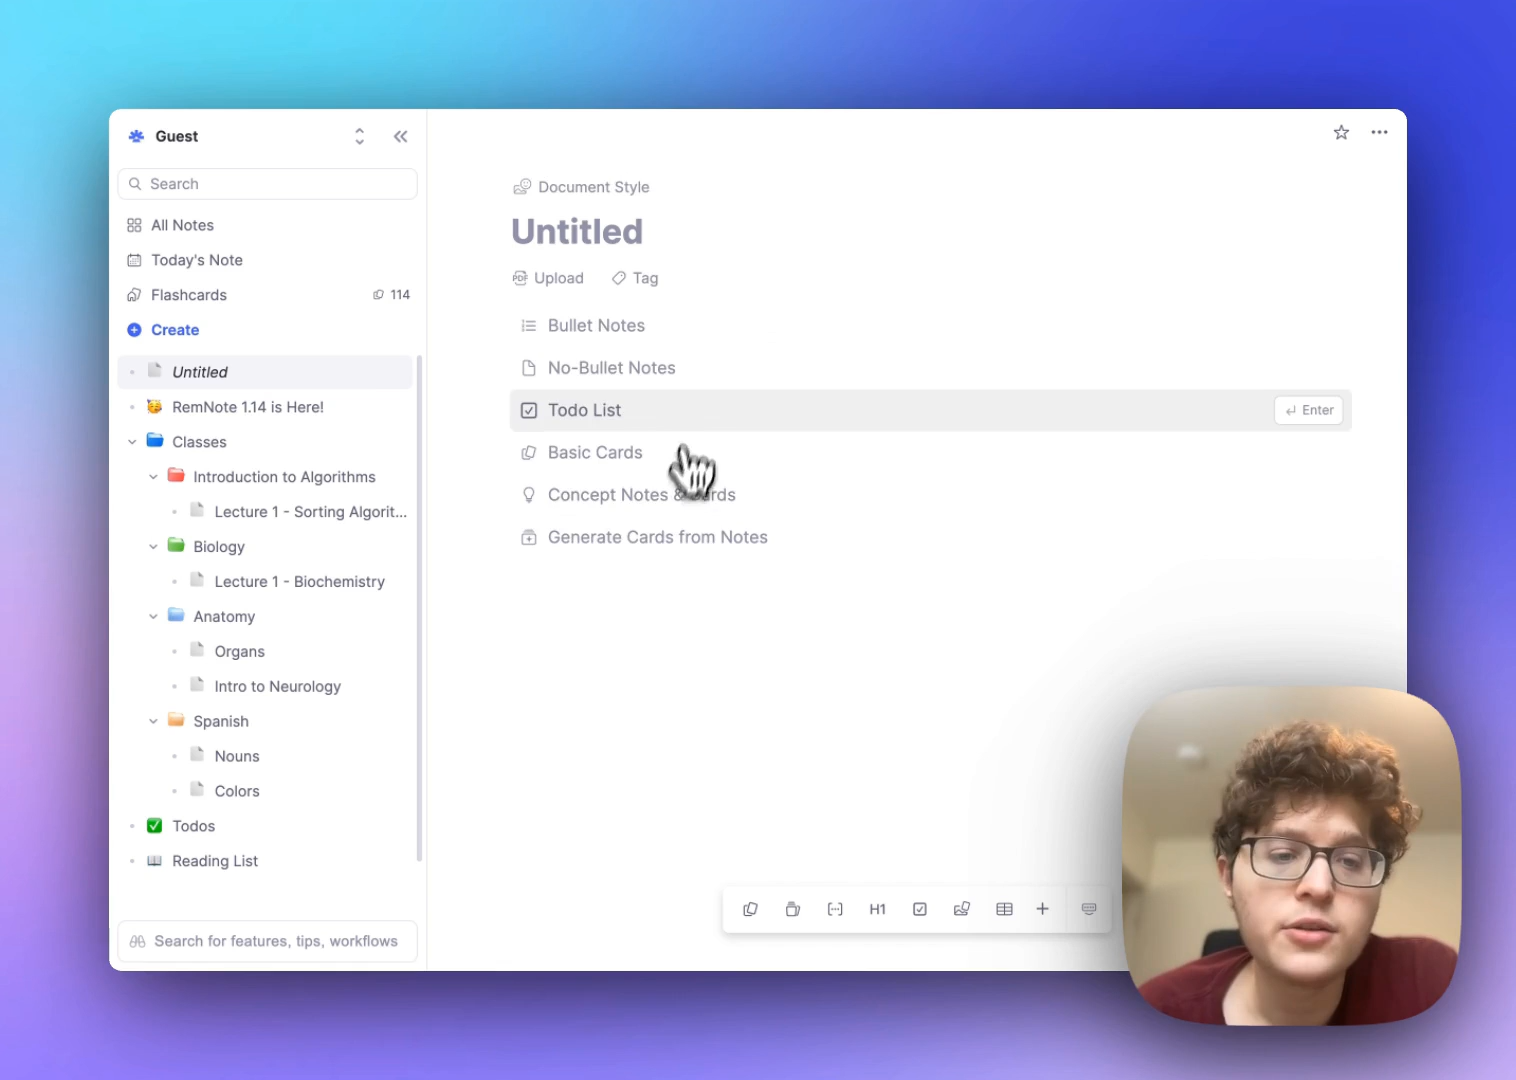 Guest
Search
All Notes
Today's Note
Flashcards
114
Create
Untitled
RemNote 1.14 is Here!
Classes
Introduction to Algorithms
Lecture 1 - Sorting Algorit...
Biology
Lecture 1 - Biochemistry
Anatomy
Organs
Intro to Neurology
Spanish
Nouns
Colors
Todos
Reading List
Search for features, tips, workflows
Document Style
Untitled
PDF Upload Tag
Bullet Notes
No-Bullet Notes
Todo List
Enter
Basic Cards
Concept Notes &
Generate Cards from Notes
H1